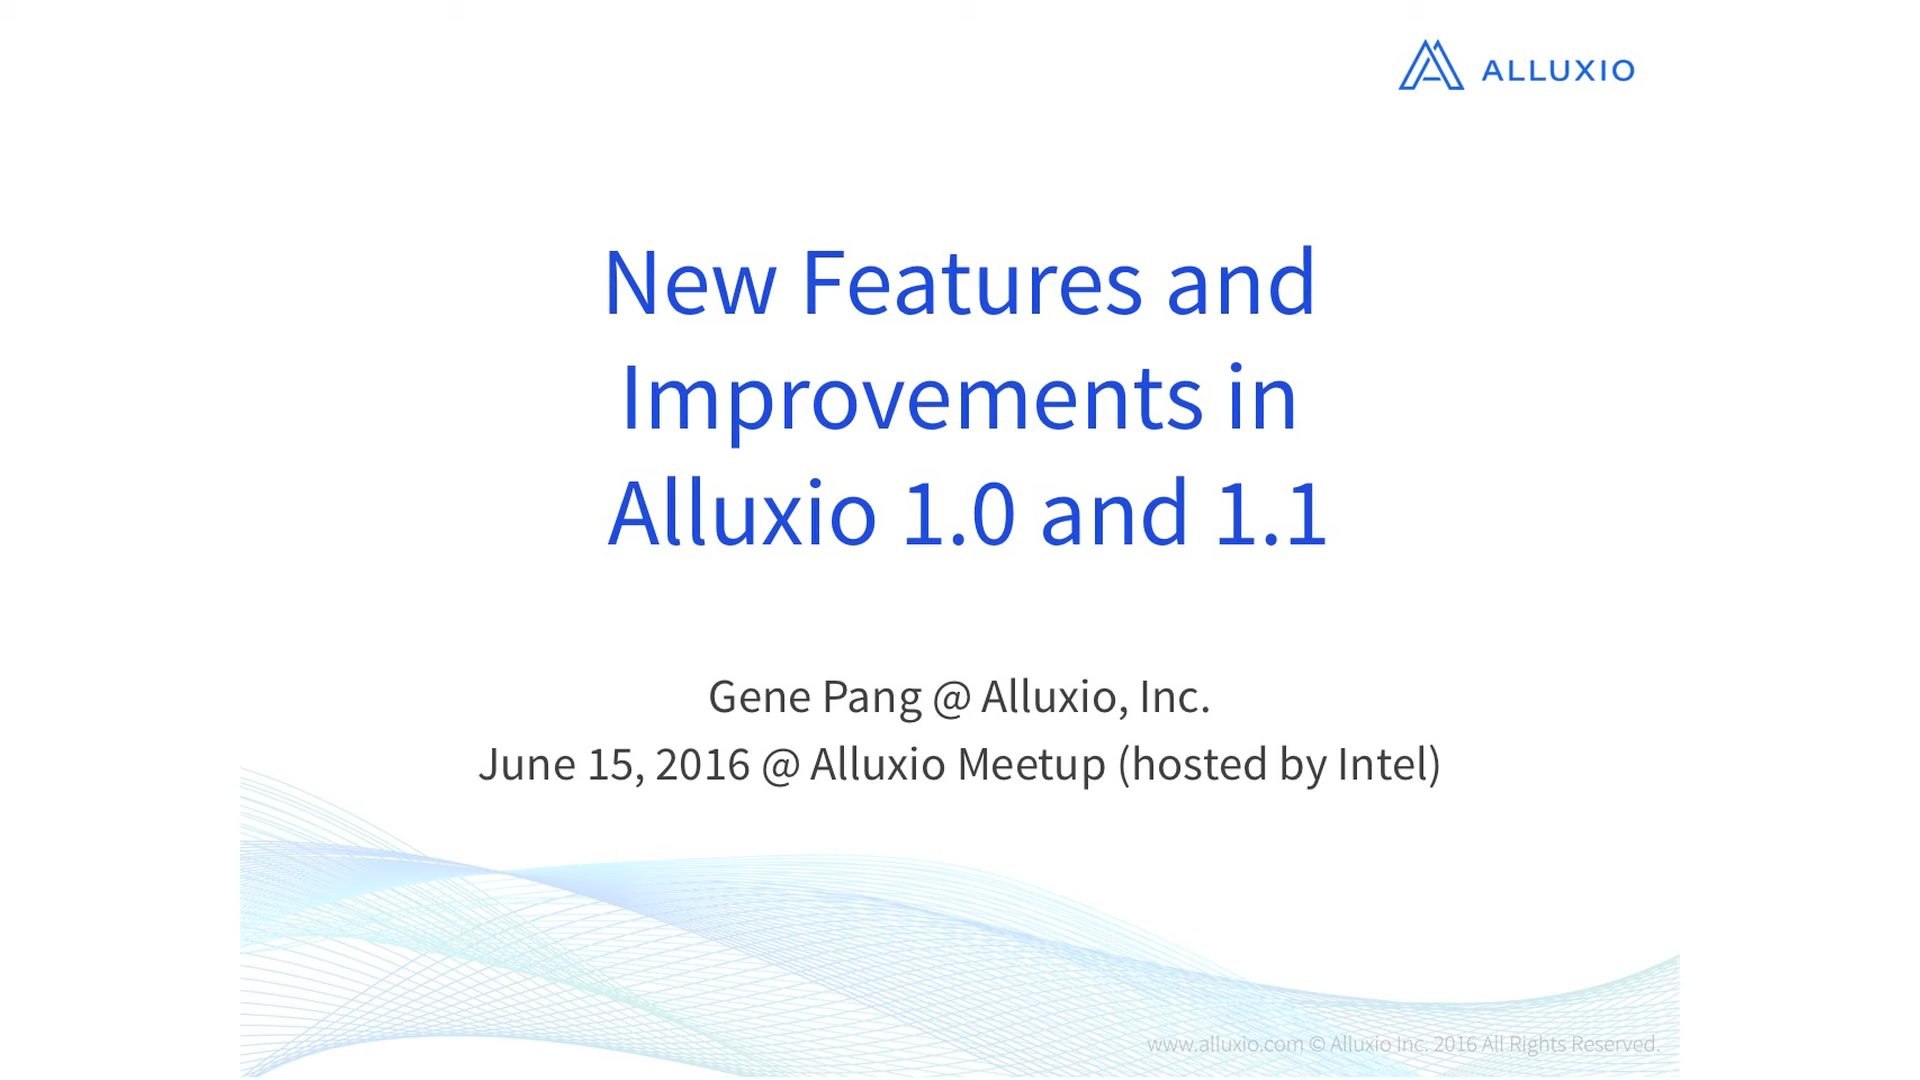 ALLUXIO
New Features and
Improvements in
Alluxio 1.0 and 1.1
Gene Pang @ Alluxio, Inc.
June 15, 2016 @ Alluxio Meetup (hosted by Intel)
www.alluxio.com © Alluxio Inc. 2016 All Rights Reserved.